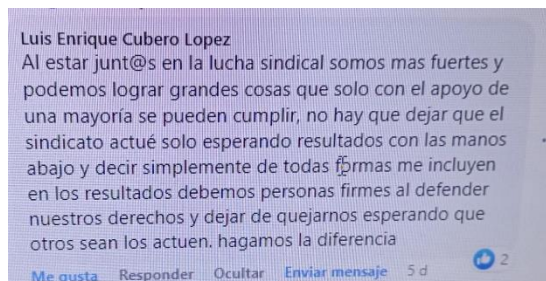 Luis Enrique Cubero Lopez
Al estar junt@s en la lucha sindical somos mas fuertes y
podemos lograr grandes cosas que solo con el apoyo de
una mayoría se pueden cumplir, no hay que dejar que el
sindicato actué solo esperando resultados con las manos
abajo y decir simplemente de todas formas me incluyen
en los resultados debemos personas firmes al defender
nuestros derechos y dejar de quejarnos esperando que
otros sean los actuen. hagamos la diferencia
Me gusta Responder Ocultar Enviar mensaje 5 d 2